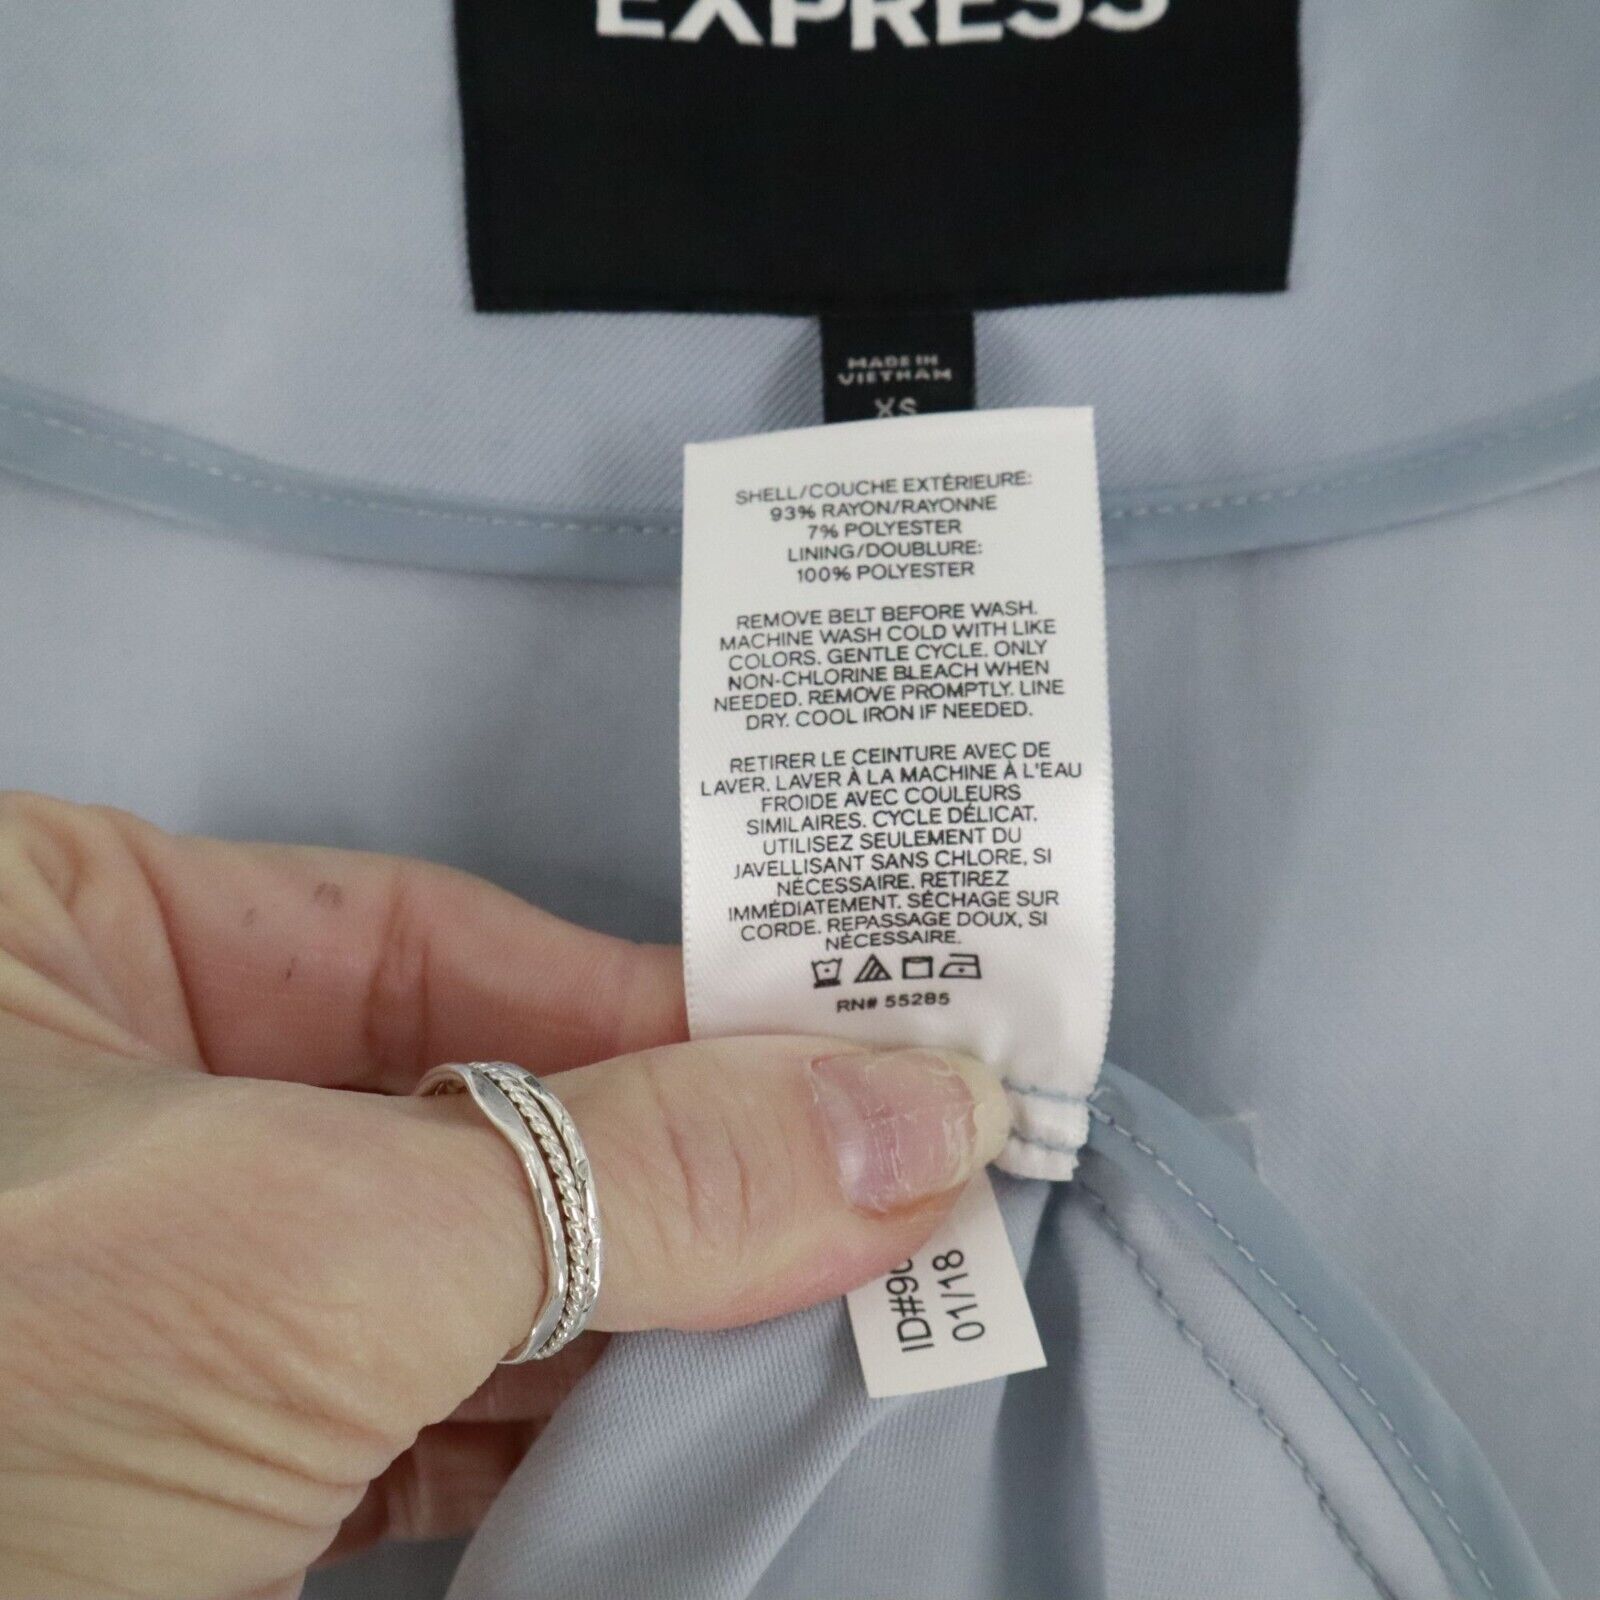 EXPRESS
MADE IN
VIETNAM
XS
SHELL/COUCHE EXTÉRIEURE:
93% RAYON/RAYONNE
7% POLYESTER
LINING/DOUBLURE:
100% POLYESTER
REMOVE BELT BEFORE WASH.
MACHINE WASH COLD WITH LIKE
COLORS. GENTLE CYCLE. ONLY
NON-CHLORINE BLEACH WHEN
NEEDED. REMOVE PROMPTLY. LINE
DRY. COOL IRON IF NEEDED.
RETIRER LE CEINTURE AVEC DE
LAVER. LAVER À LA MACHINE À L'EAU
FROIDE AVEC COULEURS
SIMILAIRES. CYCLE DÉLICAT.
UTILISEZ SEULEMENT DU
JAVELLISANT SANS CHLORE, SI
NÉCESSAIRE. RETIREZ
IMMÉDIATEMENT. SÉCHAGE SUR
CORDE. REPASSAGE DOUX, SI
NÉCESSAIRE.
RN# 55285
ID#9
01/18